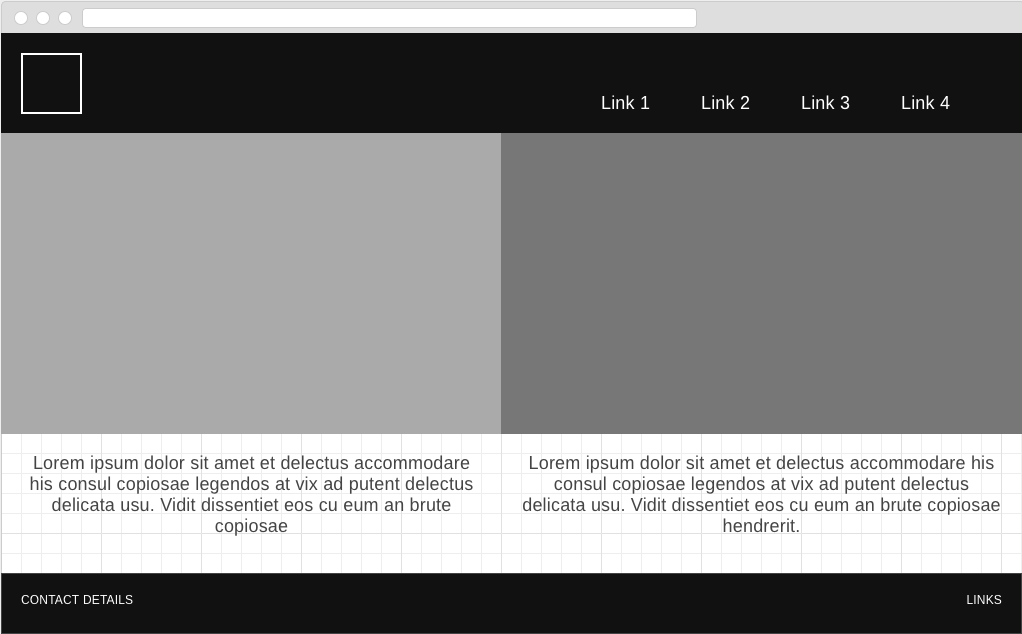 Link 1 Link 2 Link 3 Link 4
Lorem ipsum dolor sit amet et delectus accommodare
his consul copiosae legendos at vix ad putent delectus
delicata usu. Vidit dissentiet eos cu eum an brute
copiosae
Lorem ipsum dolor sit amet et delectus accommodare his
consul copiosae legendos at vix ad putent delectus
delicata usu. Vidit dissentiet eos cu eum an brute copiosae
hendrerit.
CONTACT DETAILS
LINKS